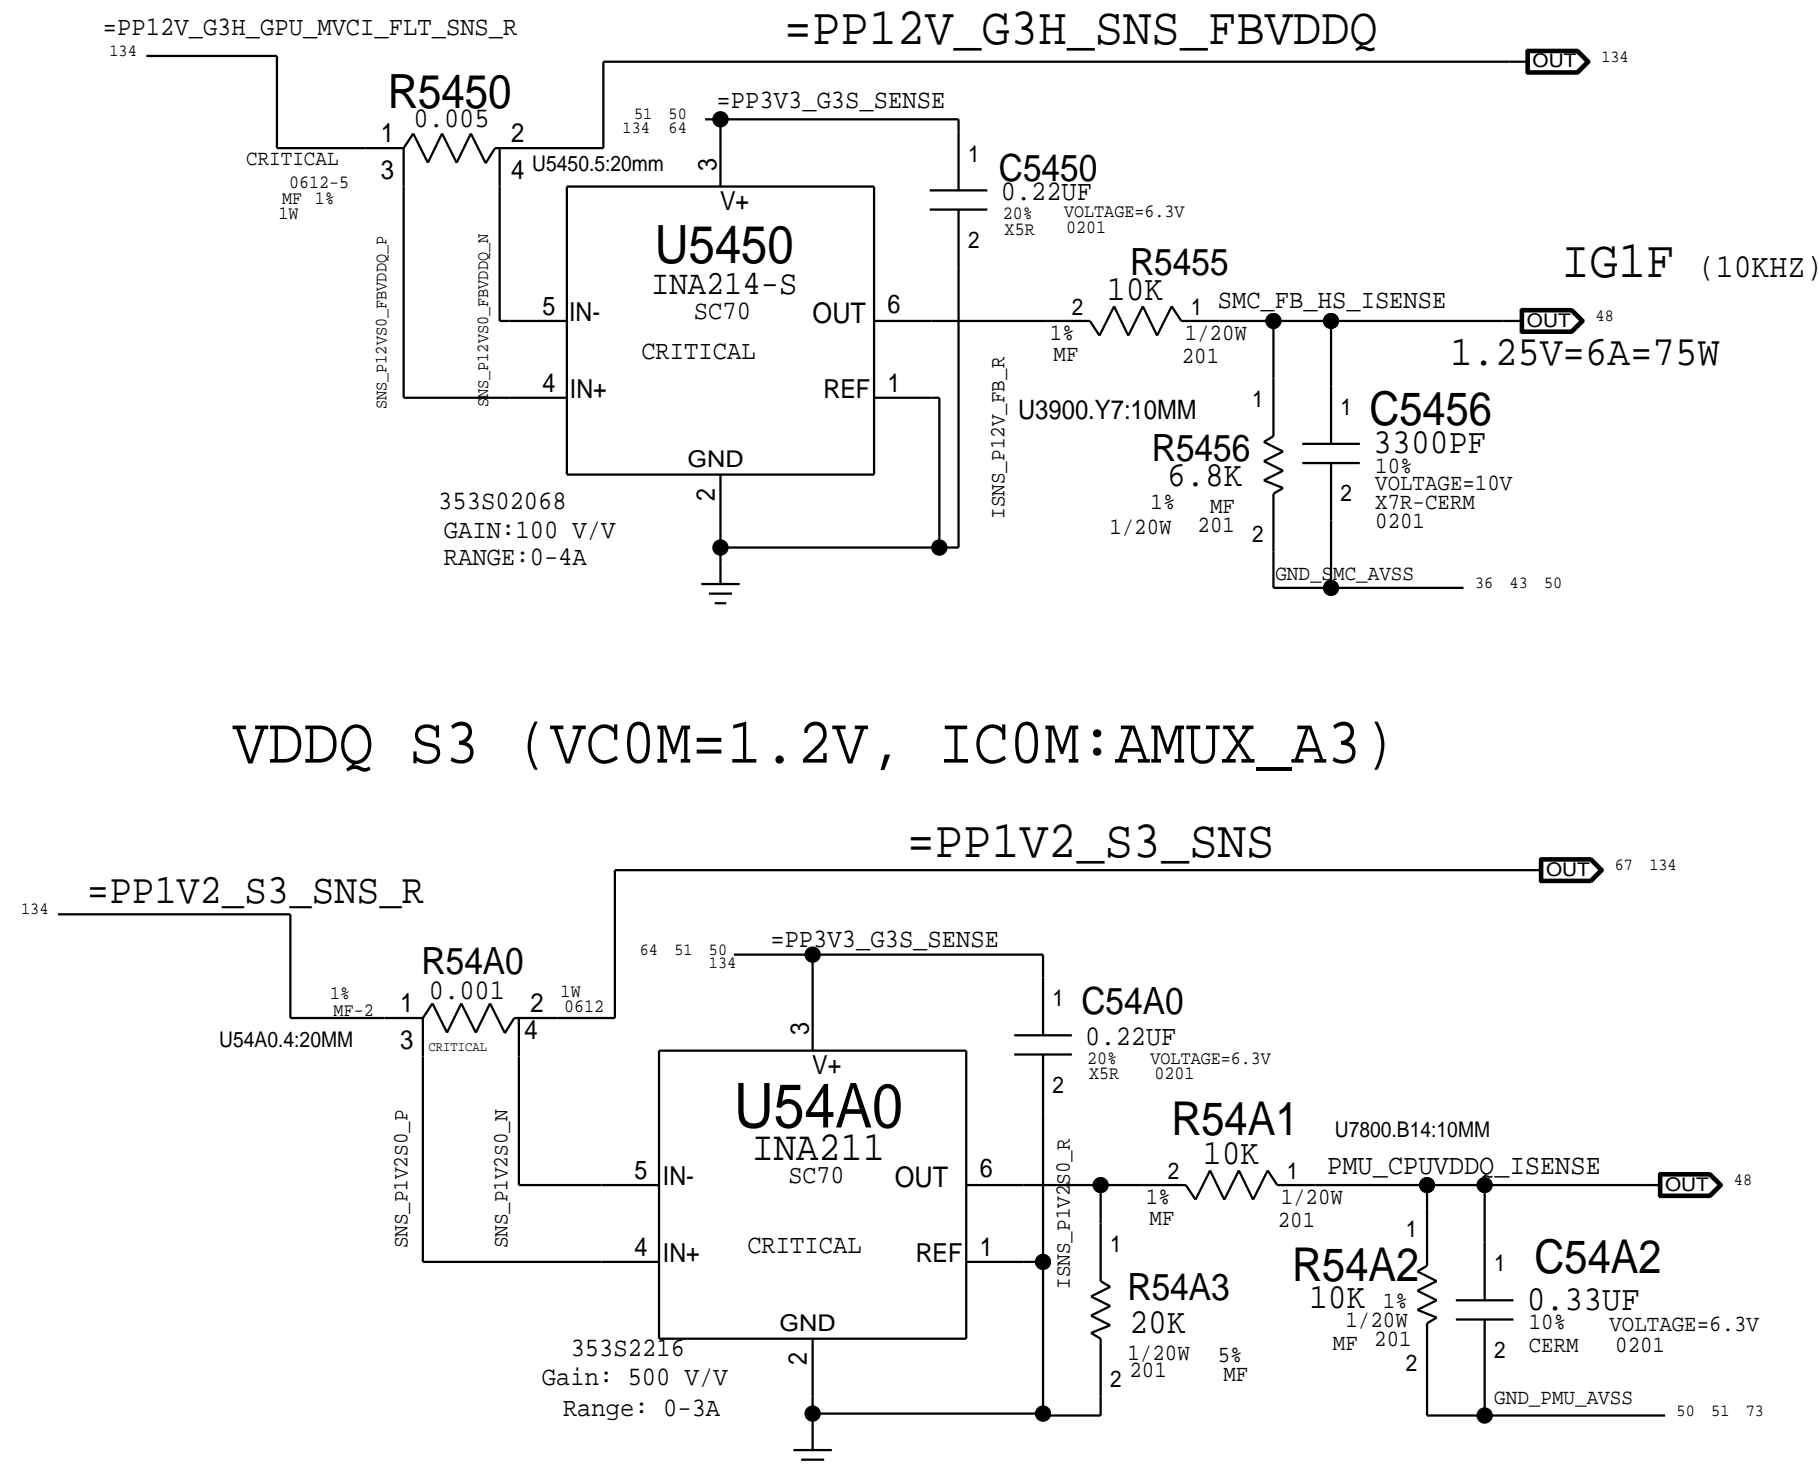 =PP12V_G3H_GPU_MVCI_FLT_SNS_R
134
=PP12V_G3H_SNS_FBVDDQ
OUT 134
R5450
0.005
1 2
3 4
CRITICAL
0612-5
MF 1%
1W
U5450.5:20mm
SNS_P12VS0_FBVDDQ_P
SNS_P12VS0_FBVDDQ_N
=PP3V3_G3S_SENSE
51 50
134 64
3
V+
U5450
INA214-S
SC70
CRITICAL
5 IN-
4 IN+
OUT 6
REF 1
GND
2
353S02068
GAIN:100 V/V
RANGE:0-4A
1
C5450
0.22UF
20% VOLTAGE=6.3V
X5R 0201
2
ISNS_P12V_FB_R
R5455
10K
2 1
1% 1/20W
MF 201
SMC_FB_HS_ISENSE
IG1F (10KHZ)
OUT 48
1.25V=6A=75W
U3900.Y7:10MM
1
R5456
6.8K
1% MF
1/20W 201
2
1
C5456
3300PF
10%
VOLTAGE=10V
X7R-CERM
0201
2
GND_SMC_AVSS
36 43 50
VDDQ S3 (VC0M=1.2V, IC0M:AMUX_A3)
=PP1V2_S3_SNS
OUT 67 134
=PP1V2_S3_SNS_R
134
R54A0
0.001
1% 1W
MF-2 0612
1 2
3 4
CRITICAL
U54A0.4:20MM
SNS_P1V2S0_P
SNS_P1V2S0_N
=PP3V3_G3S_SENSE
64 51 50
134
3
V+
U54A0
INA211
SC70
CRITICAL
5 IN-
4 IN+
OUT 6
REF 1
GND
2
353S2216
Gain: 500 V/V
Range: 0-3A
1
C54A0
0.22UF
20% VOLTAGE=6.3V
X5R 0201
2
ISNS_P1V2S0_R
R54A1
10K
2 1
1% 1/20W
MF 201
U7800.B14:10MM
PMU_CPUVDDQ_ISENSE
OUT 48
1
R54A3
20K
1/20W 5%
201 MF
2
1
R54A2
10K 1%
1/20W
MF 201
2
1
C54A2
0.33UF
10% VOLTAGE=6.3V
CERM 0201
2
GND_PMU_AVSS
50 51 73